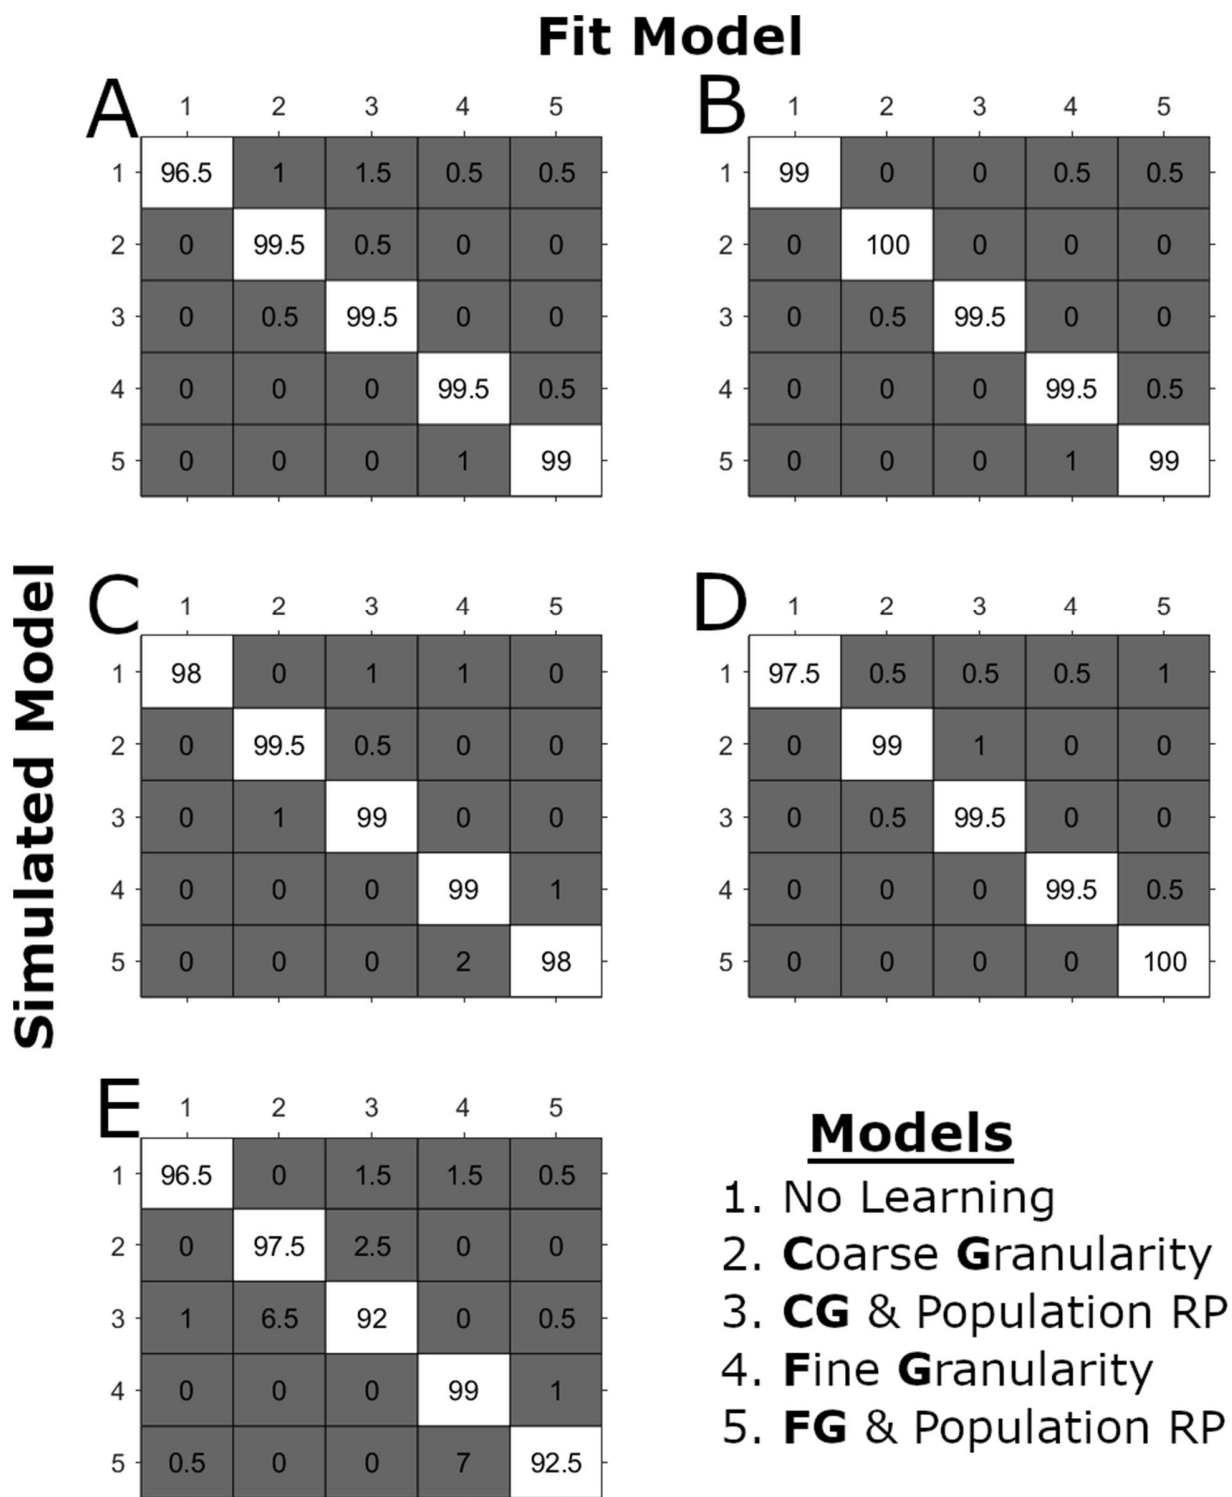 Fit Model
A
1 2 3 4 5
1 96.5 1 1.5 0.5 0.5
2 0 99.5 0.5 0 0
3 0 0.5 99.5 0 0
4 0 0 0 99.5 0.5
5 0 0 0 1 99
B
1 2 3 4 5
1 99 0 0 0.5 0.5
2 0 100 0 0 0
3 0 0.5 99.5 0 0
4 0 0 0 99.5 0.5
5 0 0 0 1 99
Simulated Model
C
1 2 3 4 5
1 98 0 1 1 0
2 0 99.5 0.5 0 0
3 0 1 99 0 0
4 0 0 0 99 1
5 0 0 0 2 98
D
1 2 3 4 5
1 97.5 0.5 0.5 0.5 1
2 0 99 1 0 0
3 0 0.5 99.5 0 0
4 0 0 0 99.5 0.5
5 0 0 0 0 100
E
1 2 3 4 5
1 96.5 0 1.5 1.5 0.5
2 0 97.5 2.5 0 0
3 1 6.5 92 0 0.5
4 0 0 0 99 1
5 0.5 0 0 7 92.5
Models
1. No Learning
2. Coarse Granularity
3. CG & Population RP
4. Fine Granularity
5. FG & Population RP